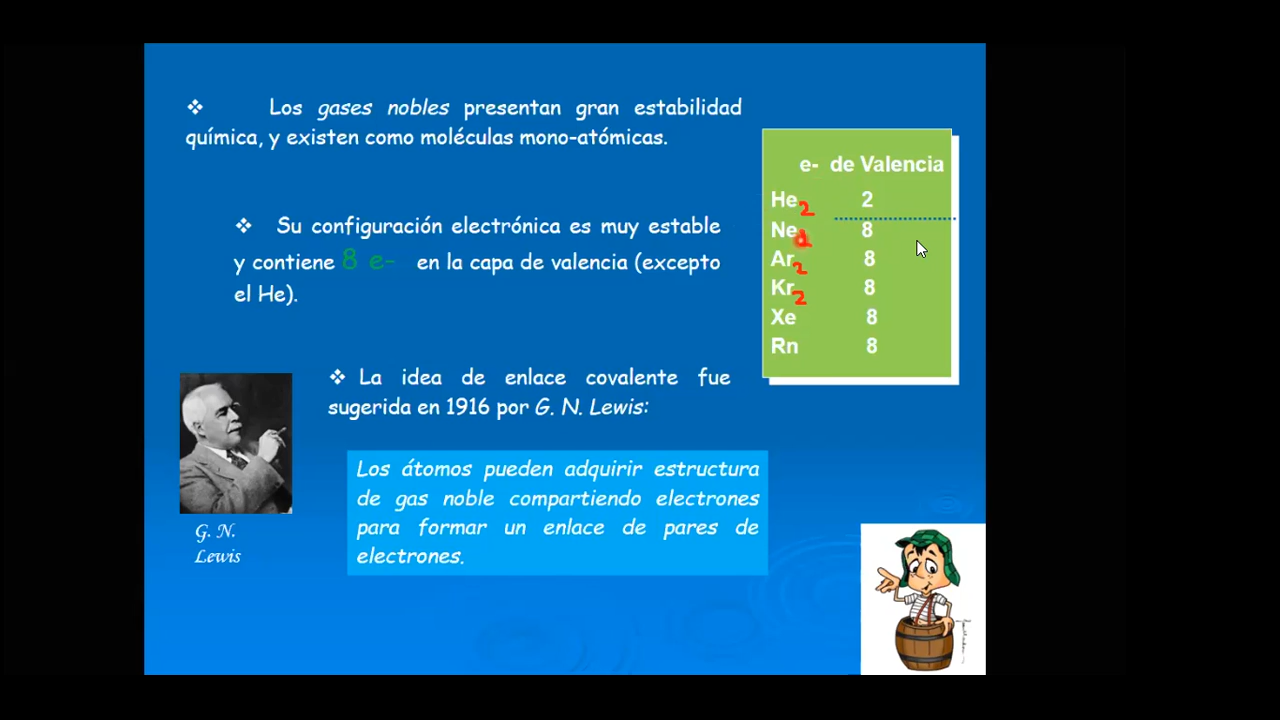 ❖ Los gases nobles presentan gran estabilidad
química, y existen como moléculas mono-atómicas.
❖ Su configuración electrónica es muy estable
y contiene 8 e- en la capa de valencia (excepto
el He).
e- de Valencia
He2 2
Ne 8
Ar2 8
Kr2 8
Xe 8
Rn 8
❖ La idea de enlace covalente fue
sugerida en 1916 por G. N. Lewis:
Los átomos pueden adquirir estructura
de gas noble compartiendo electrones
para formar un enlace de pares de
electrones.
G. N.
Lewis